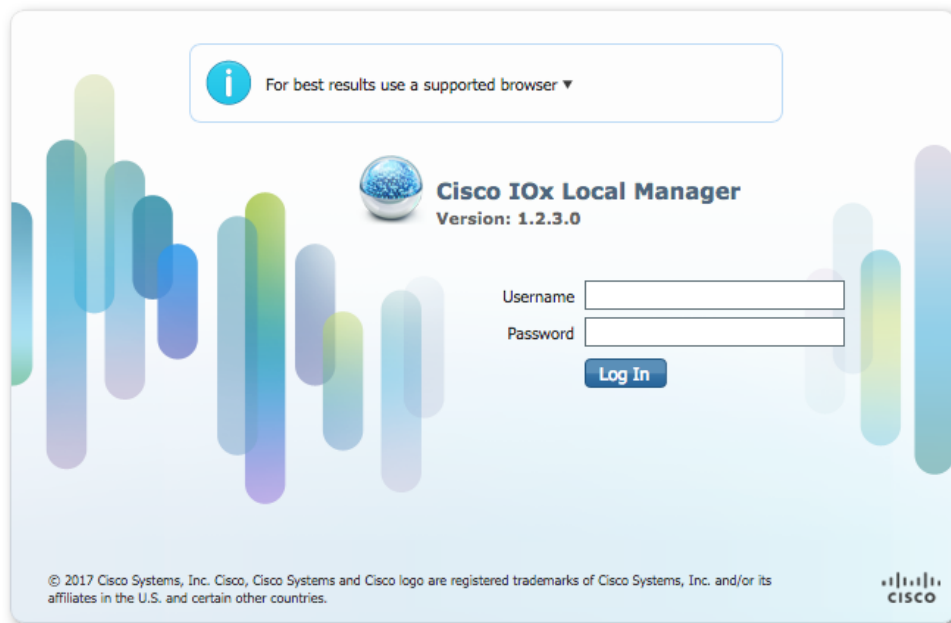 For best results use a supported browser ▼
Cisco IOx Local Manager
Version: 1.2.3.0
Username
Password
Log In
© 2017 Cisco Systems, Inc. Cisco, Cisco Systems and Cisco logo are registered trademarks of Cisco Systems, Inc. and/or its
affiliates in the U.S. and certain other countries.
CISCO